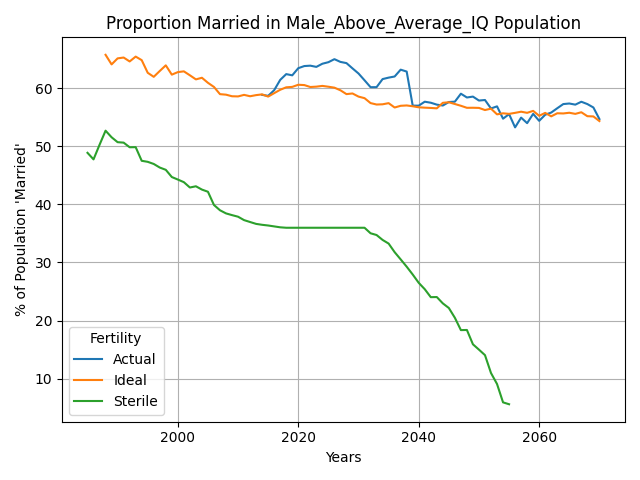 Proportion Married in Male_Above_Average_IQ Population
% of Population 'Married'
60
50
40
30
20
10
Fertility
Actual
Ideal
Sterile
2000 2020 2040 2060
Years